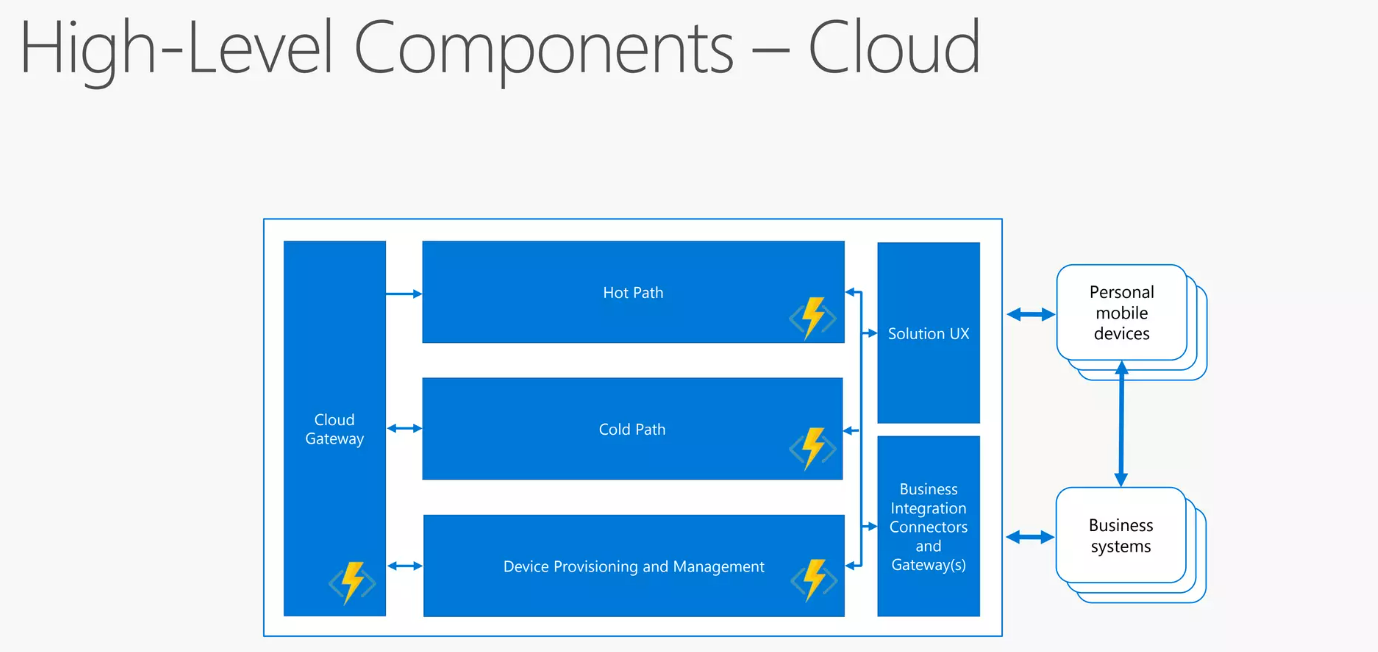 High-Level Components – Cloud
Cloud
Gateway
Hot Path
Cold Path
Device Provisioning and Management
Solution UX
Business
Integration
Connectors
and
Gateway(s)
Personal
mobile
devices
Business
systems